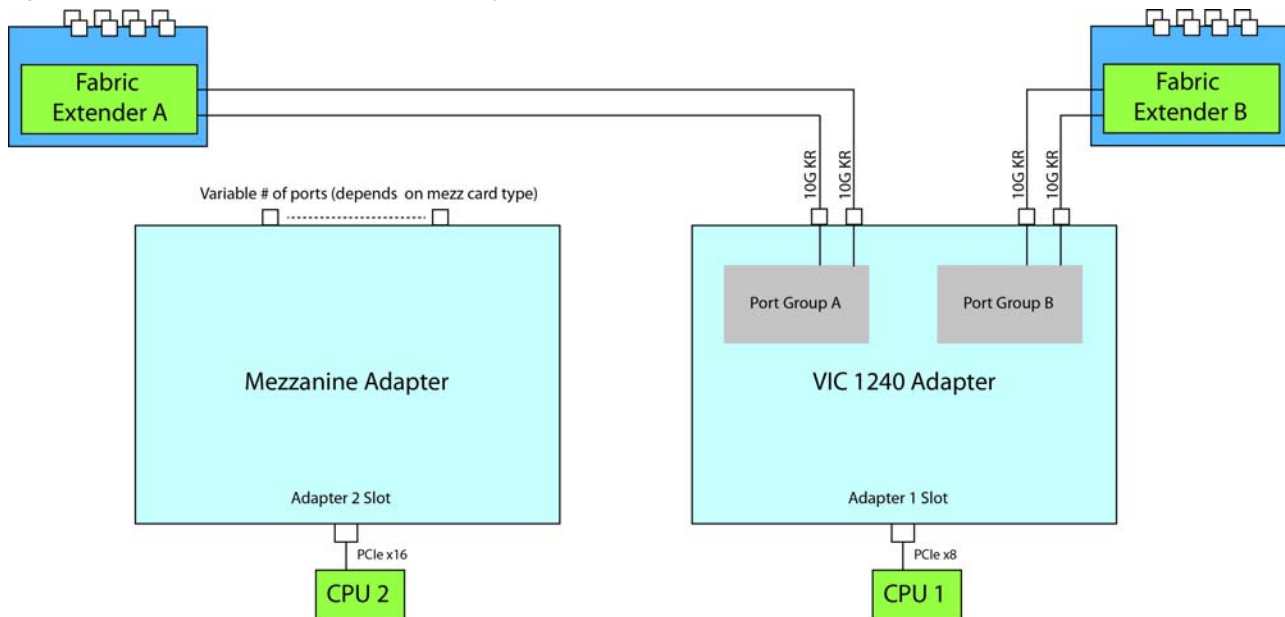 Fabric
Extender A
Fabric
Extender B
10G KR
10G KR
10G KR
10G KR
Variable # of ports (depends on mezz card type)
Port Group A
Port Group B
Mezzanine Adapter
VIC 1240 Adapter
Adapter 2 Slot
Adapter 1 Slot
PCIe x16
PCIe x8
CPU 2
CPU 1